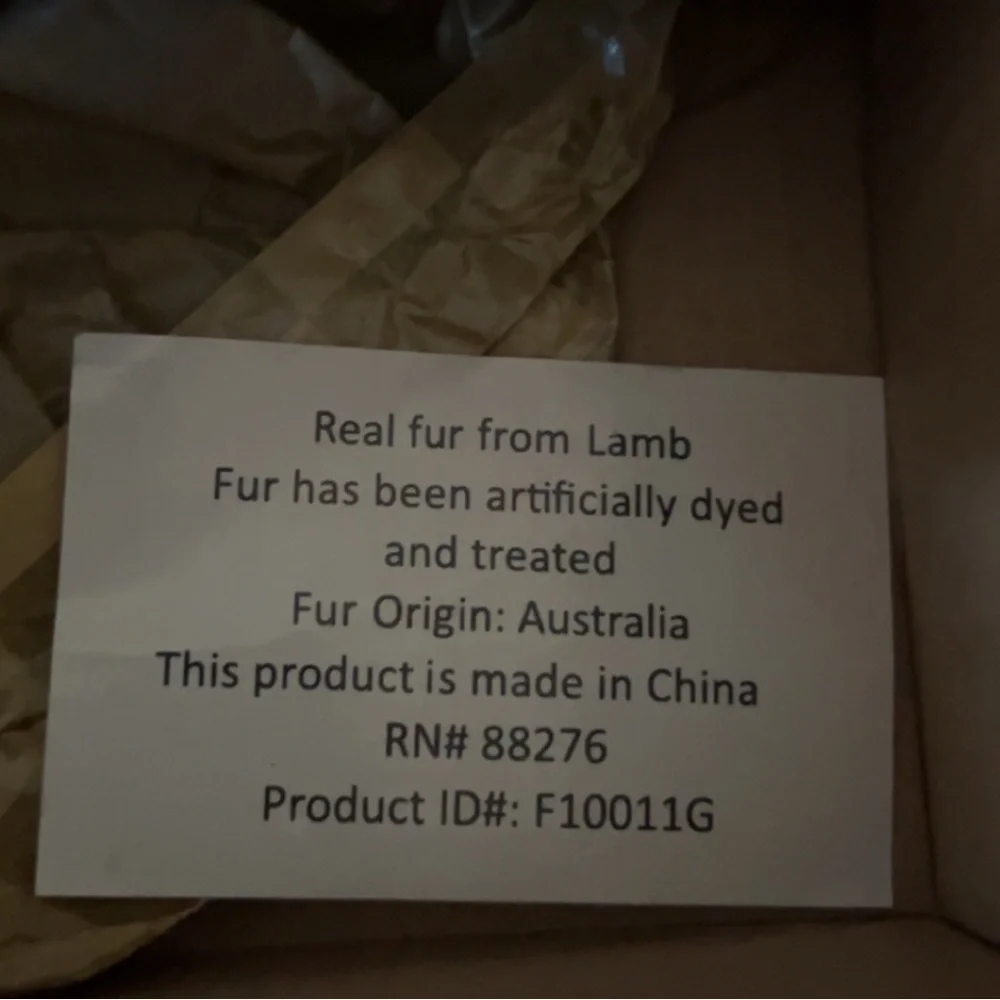 Real fur from Lamb
Fur has been artificially dyed
and treated
Fur Origin: Australia
This product is made in China
RN# 88276
Product ID#: F10011G